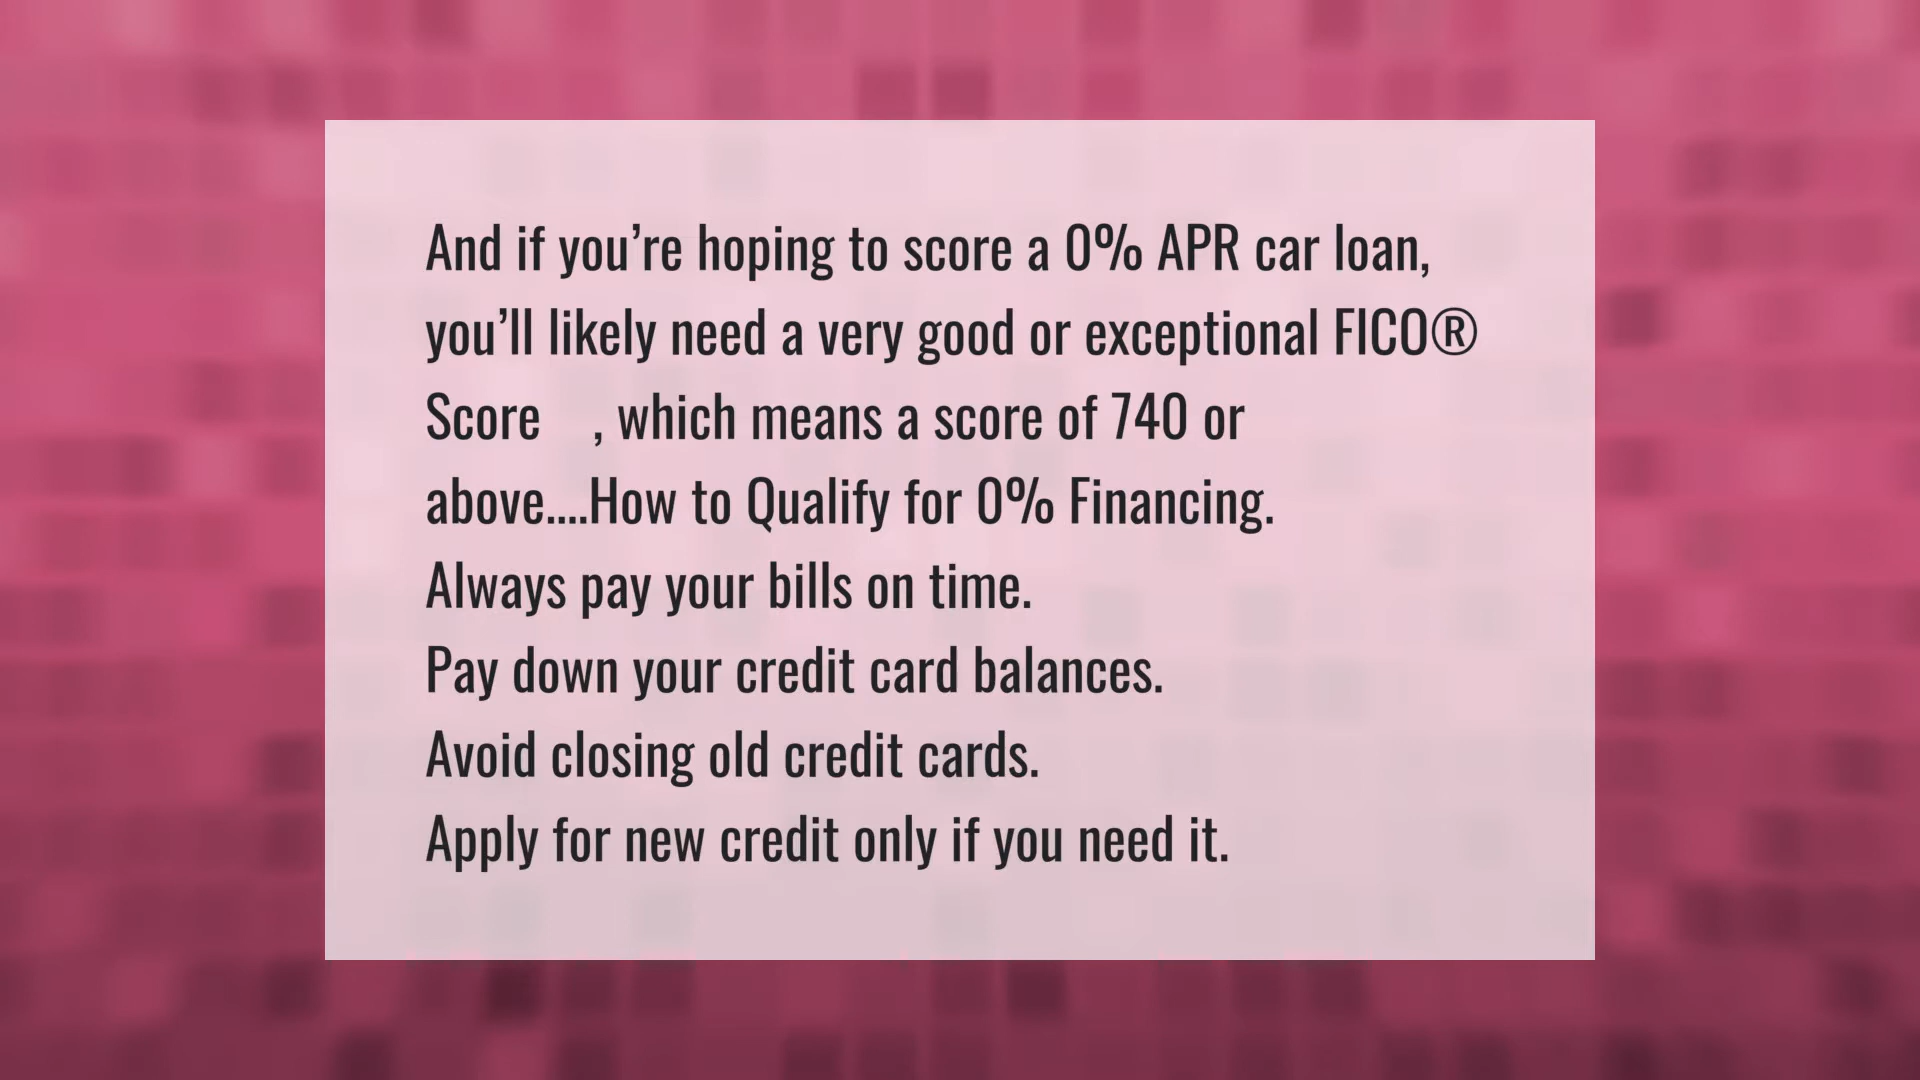 And if you’re hoping to score a 0% APR car loan,
you’ll likely need a very good or exceptional FICO®
Score    , which means a score of 740 or
above....How to Qualify for 0% Financing.
Always pay your bills on time.
Pay down your credit card balances.
Avoid closing old credit cards.
Apply for new credit only if you need it.